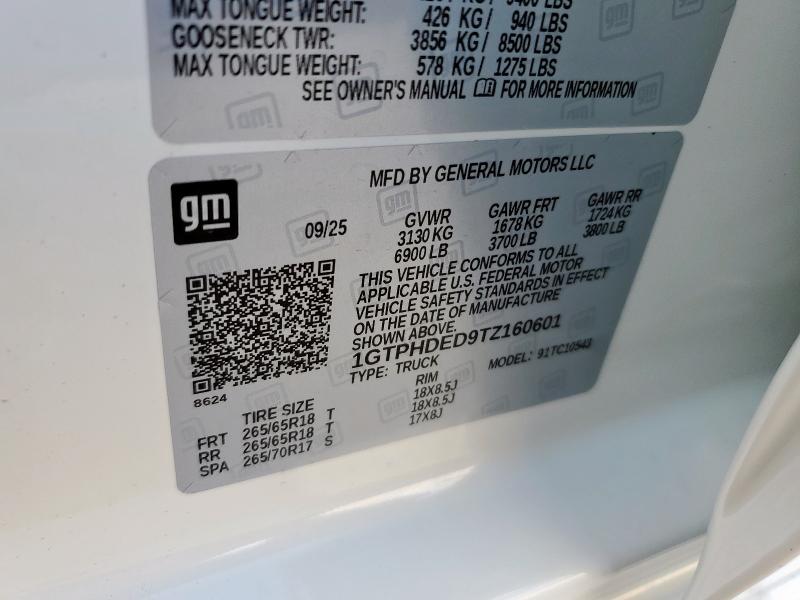 MAX TONGUE WEIGHT: 426 KG/ 940 LBS
GOOSENECK TWR: 3856 KG/ 8500 LBS
MAX TONGUE WEIGHT: 578 KG/ 1275 LBS
SEE OWNER'S MANUAL FOR MORE INFORMATION
MFD BY GENERAL MOTORS LLC
gm
09/25
GVWR GAWR FRT GAWR RR
3130 KG 1678 KG 1724 KG
6900 LB 3700 LB 3800 LB
THIS VEHICLE CONFORMS TO ALL
APPLICABLE U.S. FEDERAL MOTOR
VEHICLE SAFETY STANDARDS IN EFFECT
ON THE DATE OF MANUFACTURE
SHOWN ABOVE.
1GTPHDED9TZ160601
TYPE: TRUCK MODEL: 91TC10543
8624
TIRE SIZE RIM
FRT 265/65R18 T 18X8.5J
RR 265/65R18 T 18X8.5J
SPA 265/70R17 S 17X8J